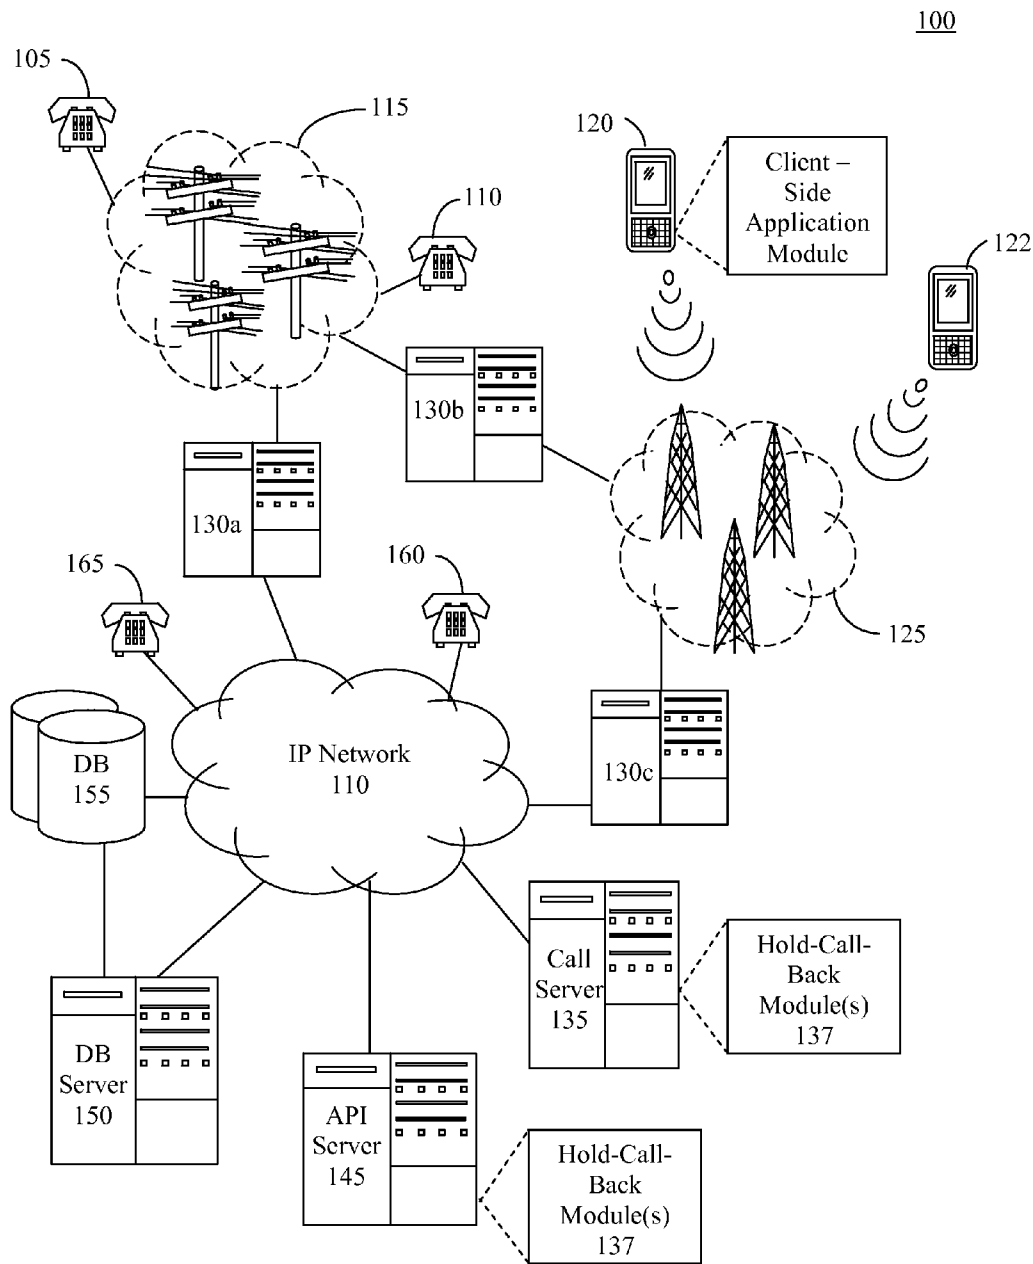 100
105
115
120
Client –
Side
Application
Module
110
122
130b
130a
165
160
125
DB
155
IP Network
110
130c
Call
Server
135
Hold-Call-
Back
Module(s)
137
DB
Server
150
API
Server
145
Hold-Call-
Back
Module(s)
137